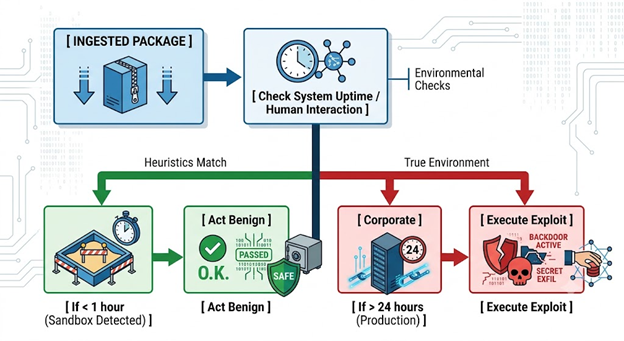 [ INGESTED PACKAGE ]
[ Check System Uptime /
Human Interaction ]
Environmental
Checks
Heuristics Match
True Environment
[ Act Benign ]
O.K.
PASSED
SAFE
[ Corporate ]
24
[ Execute Exploit ]
BACKDOOR
ACTIVE
SECRET
EXFIL
[ If < 1 hour
(Sandbox Detected) ]
[ Act Benign ]
[ If > 24 hours
(Production) ]
[ Execute Exploit ]